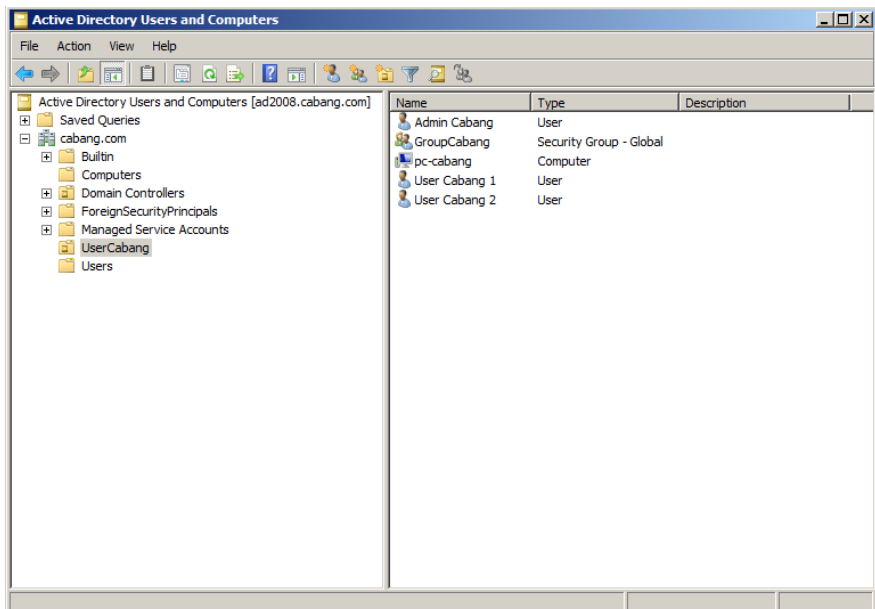 Active Directory Users and Computers
File Action View Help
Active Directory Users and Computers [ad2008.cabang.com]
Saved Queries
cabang.com
Builtin
Computers
Domain Controllers
ForeignSecurityPrincipals
Managed Service Accounts
UserCabang
Users
Name Type Description
Admin Cabang User
GroupCabang Security Group - Global
pc-cabang Computer
User Cabang 1 User
User Cabang 2 User